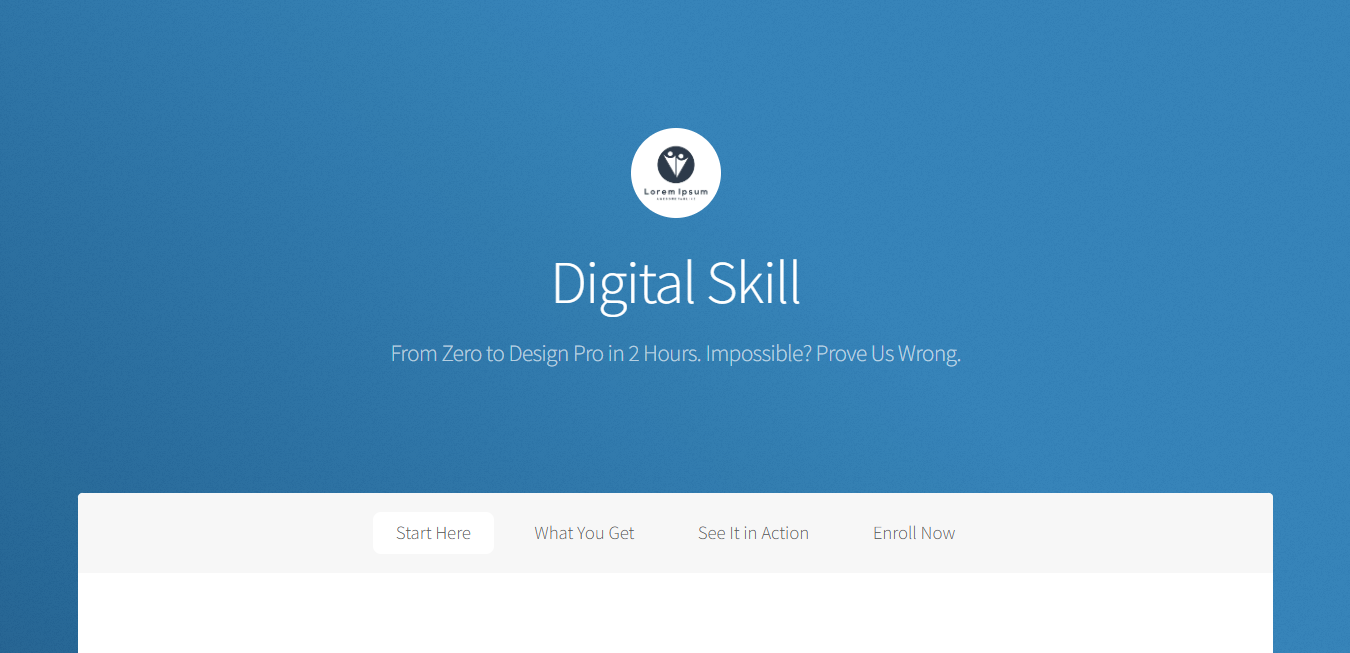 Lorem Ipsum
Digital Skill
From Zero to Design Pro in 2 Hours. Impossible? Prove Us Wrong.
Start Here
What You Get
See It in Action
Enroll Now